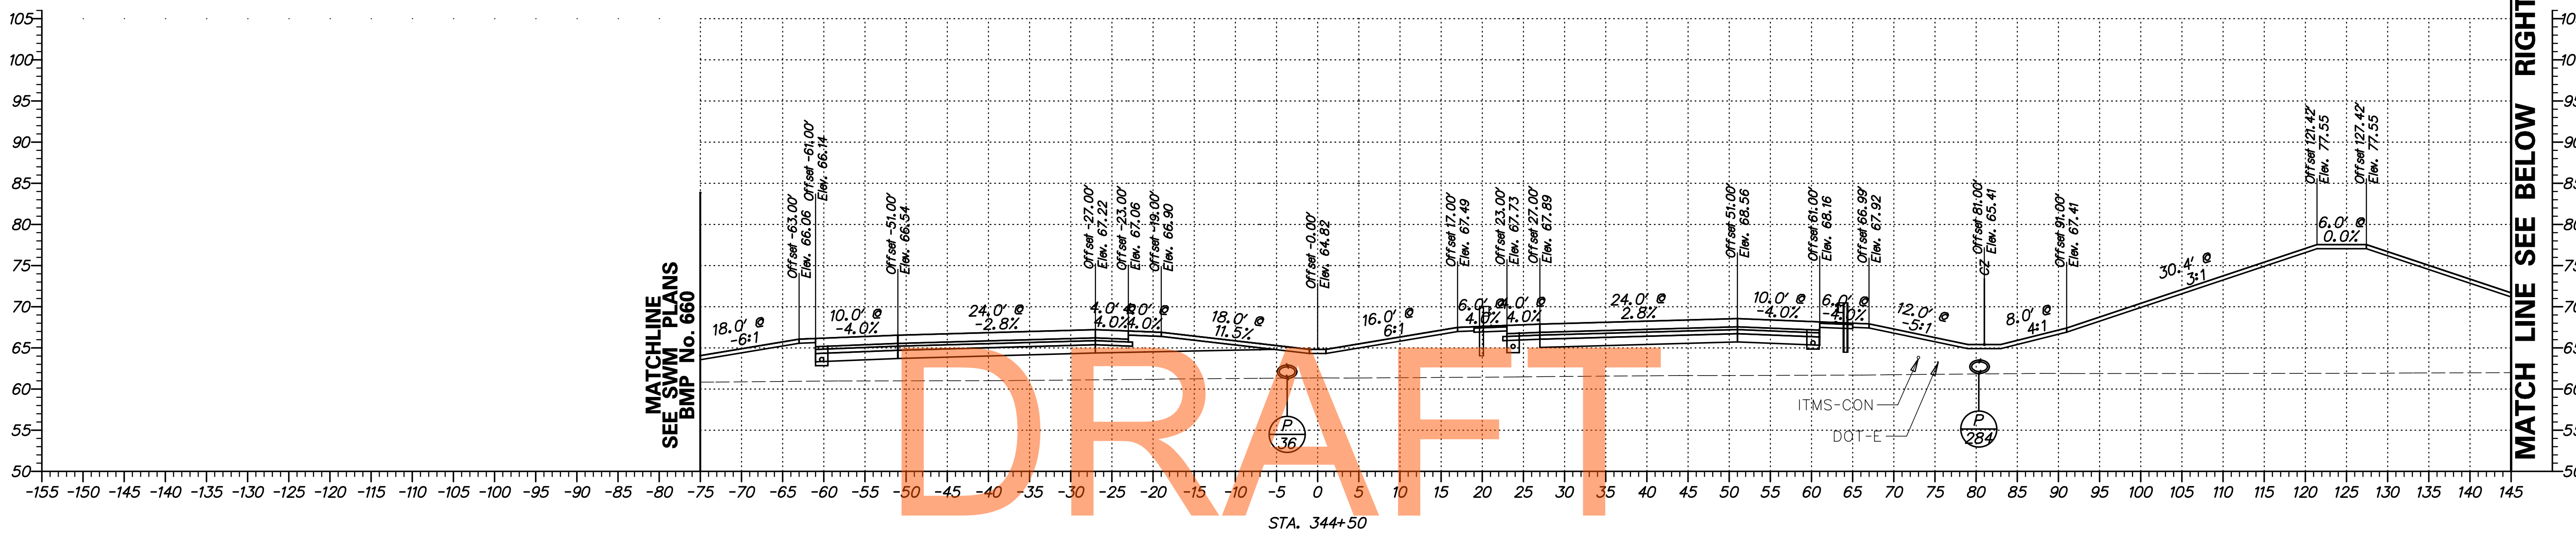 105
100
95
90
85
80
75
70
65
60
55
50
MATCHLINE
SEE SWM PLANS
BMP No. 660
Offset -63.00'
Elev. 66.06
Offset -61.00'
Elev. 66.14
Offset -51.00'
Elev. 66.54
Offset -27.00'
Elev. 67.22
Offset -23.00'
Elev. 67.06
Offset -19.00'
Elev. 66.90
Offset -0.00'
Elev. 64.82
Offset 17.00'
Elev. 67.49
Offset 23.00'
Elev. 67.73
Offset 27.00'
Elev. 67.89
Offset 51.00'
Elev. 68.56
Offset 61.00'
Elev. 68.16
Offset 66.99'
Elev. 67.92
CZ Offset 81.00'
Elev. 65.41
Offset 91.00'
Elev. 67.41
Offset 121.42'
Elev. 77.55
Offset 127.42'
Elev. 77.55
18.0' @
-6:1
10.0' @
-4.0%
24.0' @
-2.8%
4.0' @
4.0%
4.0' @
4.0%
18.0' @
11.5%
16.0' @
6:1
6.0' @
4.0%
4.0' @
4.0%
24.0' @
2.8%
10.0' @
-4.0%
6.0' @
-4.0%
12.0' @
-5:1
8.0' @
4:1
30.4' @
3:1
6.0' @
0.0%
P
36
ITMS-CON
DOT-E
P
284
MATCH LINE SEE BELOW RIGHT
DRAFT
-155 -150 -145 -140 -135 -130 -125 -120 -115 -110 -105 -100 -95 -90 -85 -80 -75 -70 -65 -60 -55 -50 -45 -40 -35 -30 -25 -20 -15 -10 -5 0 5 10 15 20 25 30 35 40 45 50 55 60 65 70 75 80 85 90 95 100 105 110 115 120 125 130 135 140 145
STA. 344+50